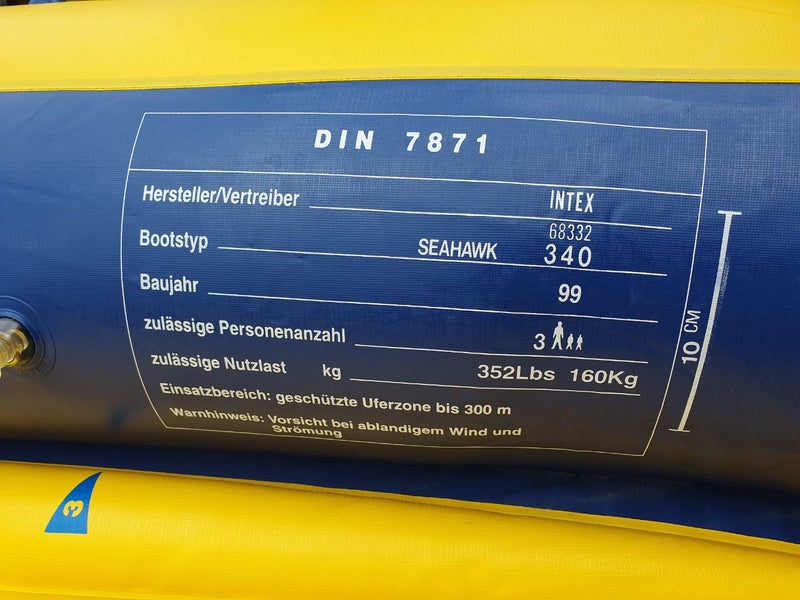 DIN 7871
Hersteller/Vertreiber INTEX
68332
Bootstyp SEAHAWK 340
Baujahr 99
zulässige Personenanzahl 3
zulässige Nutzlast kg 352Lbs 160Kg
Einsatzbereich: geschützte Uferzone bis 300 m
Warnhinweis: Vorsicht bei ablandigem Wind und
Strömung
10 CM
3